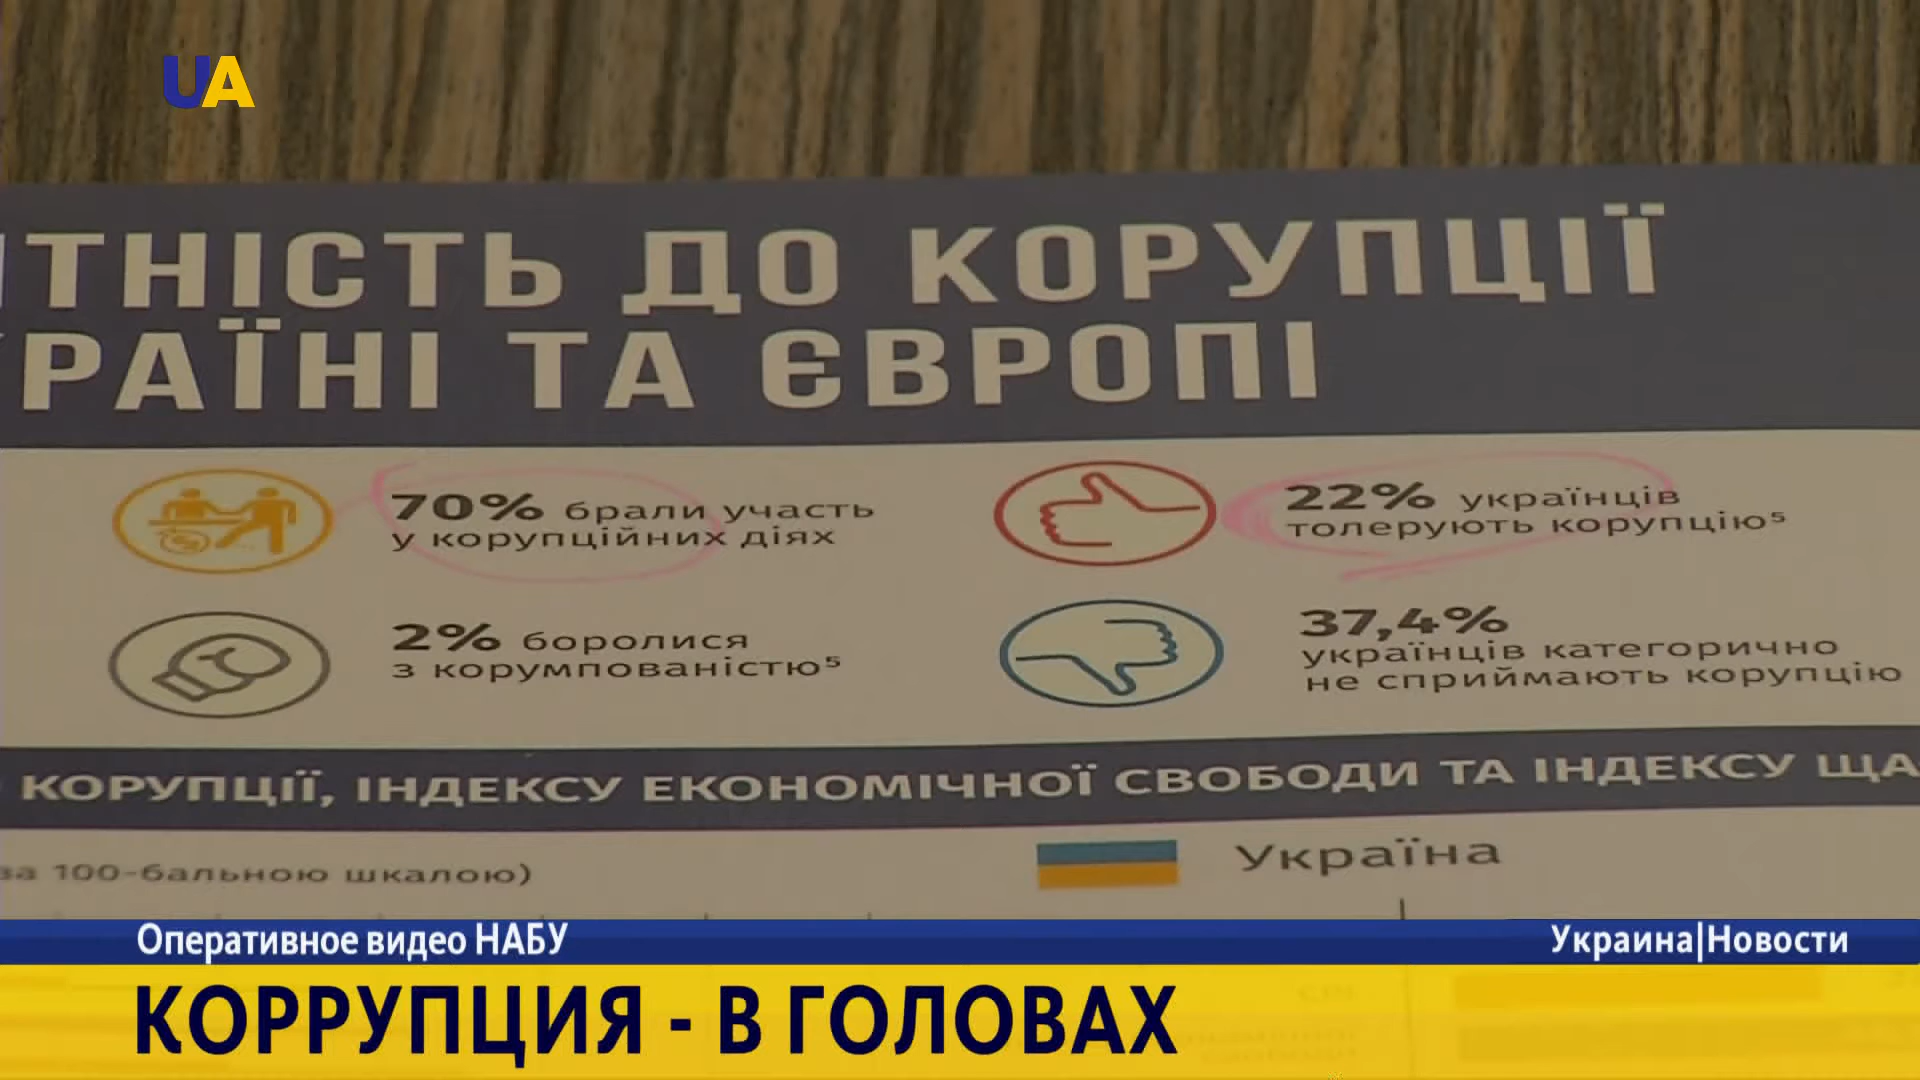 UA
ТНІСТЬ ДО КОРУПЦІЇ
РАЇНІ ТА ЄВРОПІ
70% брали участь
у корупційних діях
22% українців
толерують корупцію⁵
2% боролися
з корумпованістю⁵
37,4%
українців категорично
не сприймають корупцію
КОРУПЦІЇ, ІНДЕКСУ ЕКОНОМІЧНОЇ СВОБОДИ ТА ІНДЕКСУ ЩА
за 100-бальною шкалою)
Україна
Оперативное видео НАБУ
Украина|Новости
КОРРУПЦИЯ - В ГОЛОВАХ